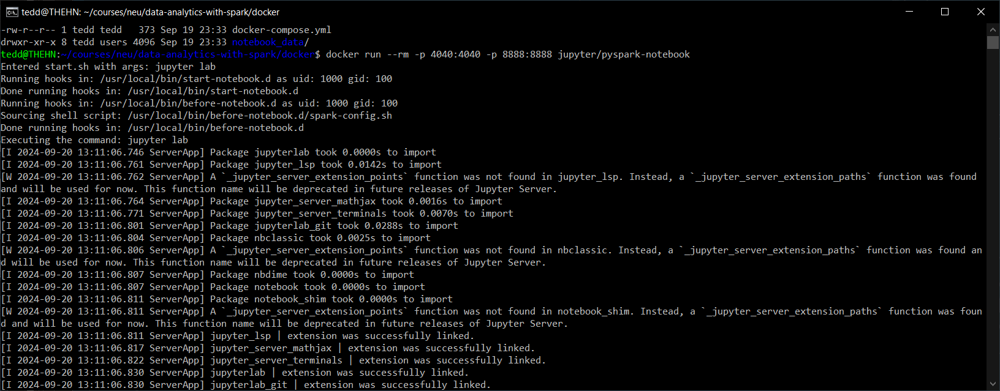 tedd@THEHN: ~/courses/neu/data-analytics-with-spark/docker
-rw-r--r-- 1 tedd tedd   373 Sep 19 23:33 docker-compose.yml
drwxr-xr-x 8 tedd users 4096 Sep 19 23:33 notebook_data/
tedd@THEHN:~/courses/neu/data-analytics-with-spark/docker$ docker run --rm -p 4040:4040 -p 8888:8888 jupyter/pyspark-notebook
Entered start.sh with args: jupyter lab
Running hooks in: /usr/local/bin/start-notebook.d as uid: 1000 gid: 100
Done running hooks in: /usr/local/bin/start-notebook.d
Running hooks in: /usr/local/bin/before-notebook.d as uid: 1000 gid: 100
Sourcing shell script: /usr/local/bin/before-notebook.d/spark-config.sh
Done running hooks in: /usr/local/bin/before-notebook.d
Executing the command: jupyter lab
[I 2024-09-20 13:11:06.746 ServerApp] Package jupyterlab took 0.0000s to import
[I 2024-09-20 13:11:06.761 ServerApp] Package jupyter_lsp took 0.0142s to import
[W 2024-09-20 13:11:06.762 ServerApp] A `_jupyter_server_extension_points` function was not found in jupyter_lsp. Instead, a `_jupyter_server_extension_paths` function was found
and will be used for now. This function name will be deprecated in future releases of Jupyter Server.
[I 2024-09-20 13:11:06.764 ServerApp] Package jupyter_server_mathjax took 0.0016s to import
[I 2024-09-20 13:11:06.771 ServerApp] Package jupyter_server_terminals took 0.0070s to import
[I 2024-09-20 13:11:06.801 ServerApp] Package jupyterlab_git took 0.0288s to import
[I 2024-09-20 13:11:06.804 ServerApp] Package nbclassic took 0.0025s to import
[W 2024-09-20 13:11:06.806 ServerApp] A `_jupyter_server_extension_points` function was not found in nbclassic. Instead, a `_jupyter_server_extension_paths` function was found an
d will be used for now. This function name will be deprecated in future releases of Jupyter Server.
[I 2024-09-20 13:11:06.807 ServerApp] Package nbdime took 0.0000s to import
[I 2024-09-20 13:11:06.807 ServerApp] Package notebook took 0.0000s to import
[I 2024-09-20 13:11:06.811 ServerApp] Package notebook_shim took 0.0000s to import
[W 2024-09-20 13:11:06.811 ServerApp] A `_jupyter_server_extension_points` function was not found in notebook_shim. Instead, a `_jupyter_server_extension_paths` function was foun
d and will be used for now. This function name will be deprecated in future releases of Jupyter Server.
[I 2024-09-20 13:11:06.811 ServerApp] jupyter_lsp | extension was successfully linked.
[I 2024-09-20 13:11:06.817 ServerApp] jupyter_server_mathjax | extension was successfully linked.
[I 2024-09-20 13:11:06.822 ServerApp] jupyter_server_terminals | extension was successfully linked.
[I 2024-09-20 13:11:06.830 ServerApp] jupyterlab | extension was successfully linked.
[I 2024-09-20 13:11:06.830 ServerApp] jupyterlab_git | extension was successfully linked.